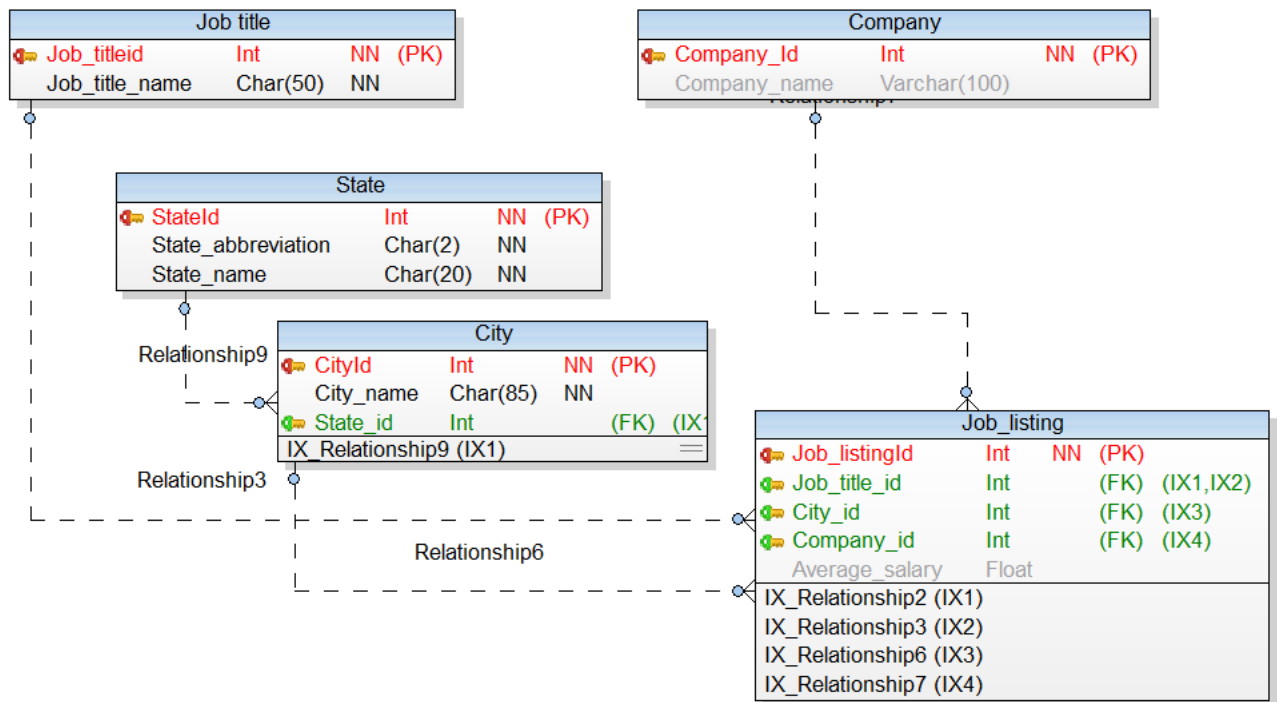 Job title
Job_titleid Int NN (PK)
Job_title_name Char(50) NN
Company
Company_Id Int NN (PK)
Company_name Varchar(100)
Relationship7
State
StateId Int NN (PK)
State_abbreviation Char(2) NN
State_name Char(20) NN
Relationship9
City
CityId Int NN (PK)
City_name Char(85) NN
State_id Int (FK) (IX1
IX_Relationship9 (IX1)
Relationship3
Relationship6
Job_listing
Job_listingId Int NN (PK)
Job_title_id Int (FK) (IX1,IX2)
City_id Int (FK) (IX3)
Company_id Int (FK) (IX4)
Average_salary Float
IX_Relationship2 (IX1)
IX_Relationship3 (IX2)
IX_Relationship6 (IX3)
IX_Relationship7 (IX4)